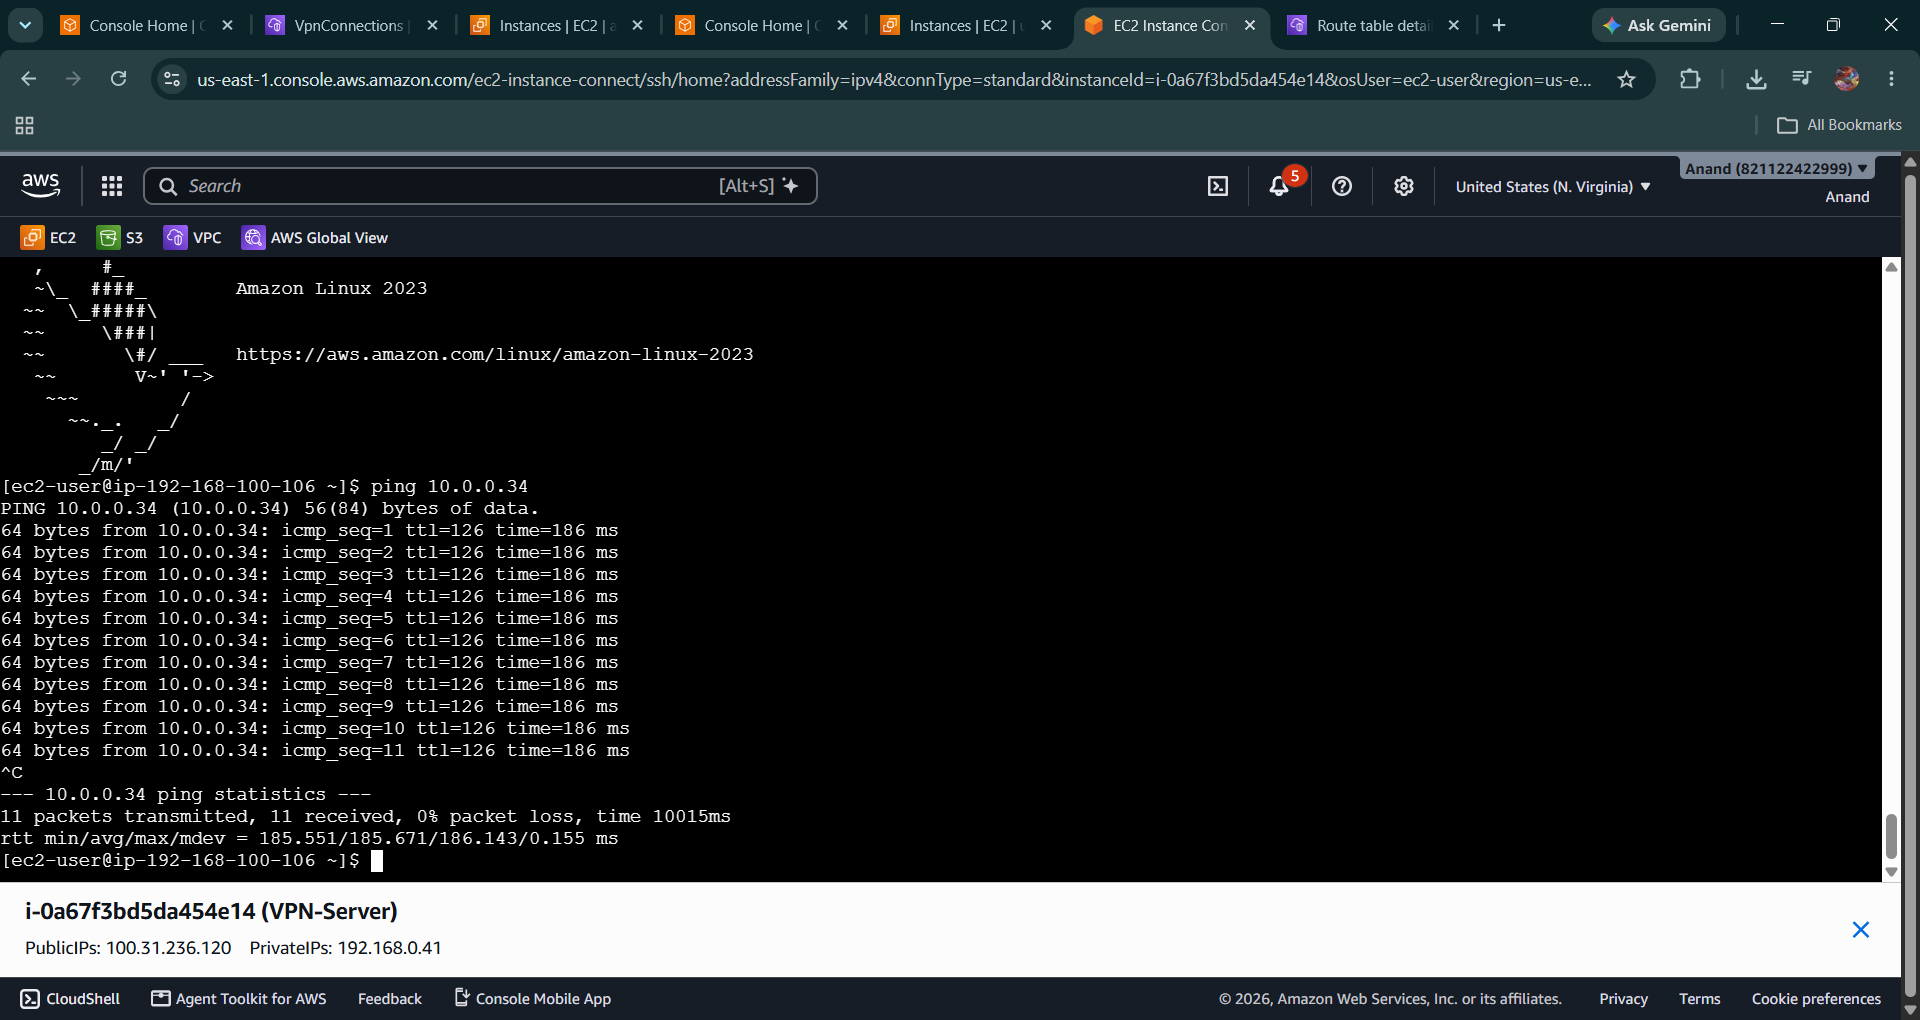 Console Home | C
VpnConnections |
Instances | EC2 | a
Console Home | C
Instances | EC2 | u
EC2 Instance Con
Route table detai
Ask Gemini
us-east-1.console.aws.amazon.com/ec2-instance-connect/ssh/home?addressFamily=ipv4&connType=standard&instanceId=i-0a67f3bd5da454e14&osUser=ec2-user&region=us-e...
All Bookmarks
aws
Search
[Alt+S]
5
United States (N. Virginia) ▼
Anand (821122422999) ▼
Anand
EC2
S3
VPC
AWS Global View
   ,     #_
   ~\_  ####_        Amazon Linux 2023
  ~~  \_#####\
  ~~     \###|
  ~~       \#/ ___   https://aws.amazon.com/linux/amazon-linux-2023
   ~~       V~' '->
    ~~~         /
      ~~._.   _/
         _/ _/
       _/m/'
[ec2-user@ip-192-168-100-106 ~]$ ping 10.0.0.34
PING 10.0.0.34 (10.0.0.34) 56(84) bytes of data.
64 bytes from 10.0.0.34: icmp_seq=1 ttl=126 time=186 ms
64 bytes from 10.0.0.34: icmp_seq=2 ttl=126 time=186 ms
64 bytes from 10.0.0.34: icmp_seq=3 ttl=126 time=186 ms
64 bytes from 10.0.0.34: icmp_seq=4 ttl=126 time=186 ms
64 bytes from 10.0.0.34: icmp_seq=5 ttl=126 time=186 ms
64 bytes from 10.0.0.34: icmp_seq=6 ttl=126 time=186 ms
64 bytes from 10.0.0.34: icmp_seq=7 ttl=126 time=186 ms
64 bytes from 10.0.0.34: icmp_seq=8 ttl=126 time=186 ms
64 bytes from 10.0.0.34: icmp_seq=9 ttl=126 time=186 ms
64 bytes from 10.0.0.34: icmp_seq=10 ttl=126 time=186 ms
64 bytes from 10.0.0.34: icmp_seq=11 ttl=126 time=186 ms
^C
--- 10.0.0.34 ping statistics ---
11 packets transmitted, 11 received, 0% packet loss, time 10015ms
rtt min/avg/max/mdev = 185.551/185.671/186.143/0.155 ms
[ec2-user@ip-192-168-100-106 ~]$
i-0a67f3bd5da454e14 (VPN-Server)
PublicIPs: 100.31.236.120 PrivateIPs: 192.168.0.41
CloudShell
Agent Toolkit for AWS
Feedback
Console Mobile App
© 2026, Amazon Web Services, Inc. or its affiliates.
Privacy
Terms
Cookie preferences